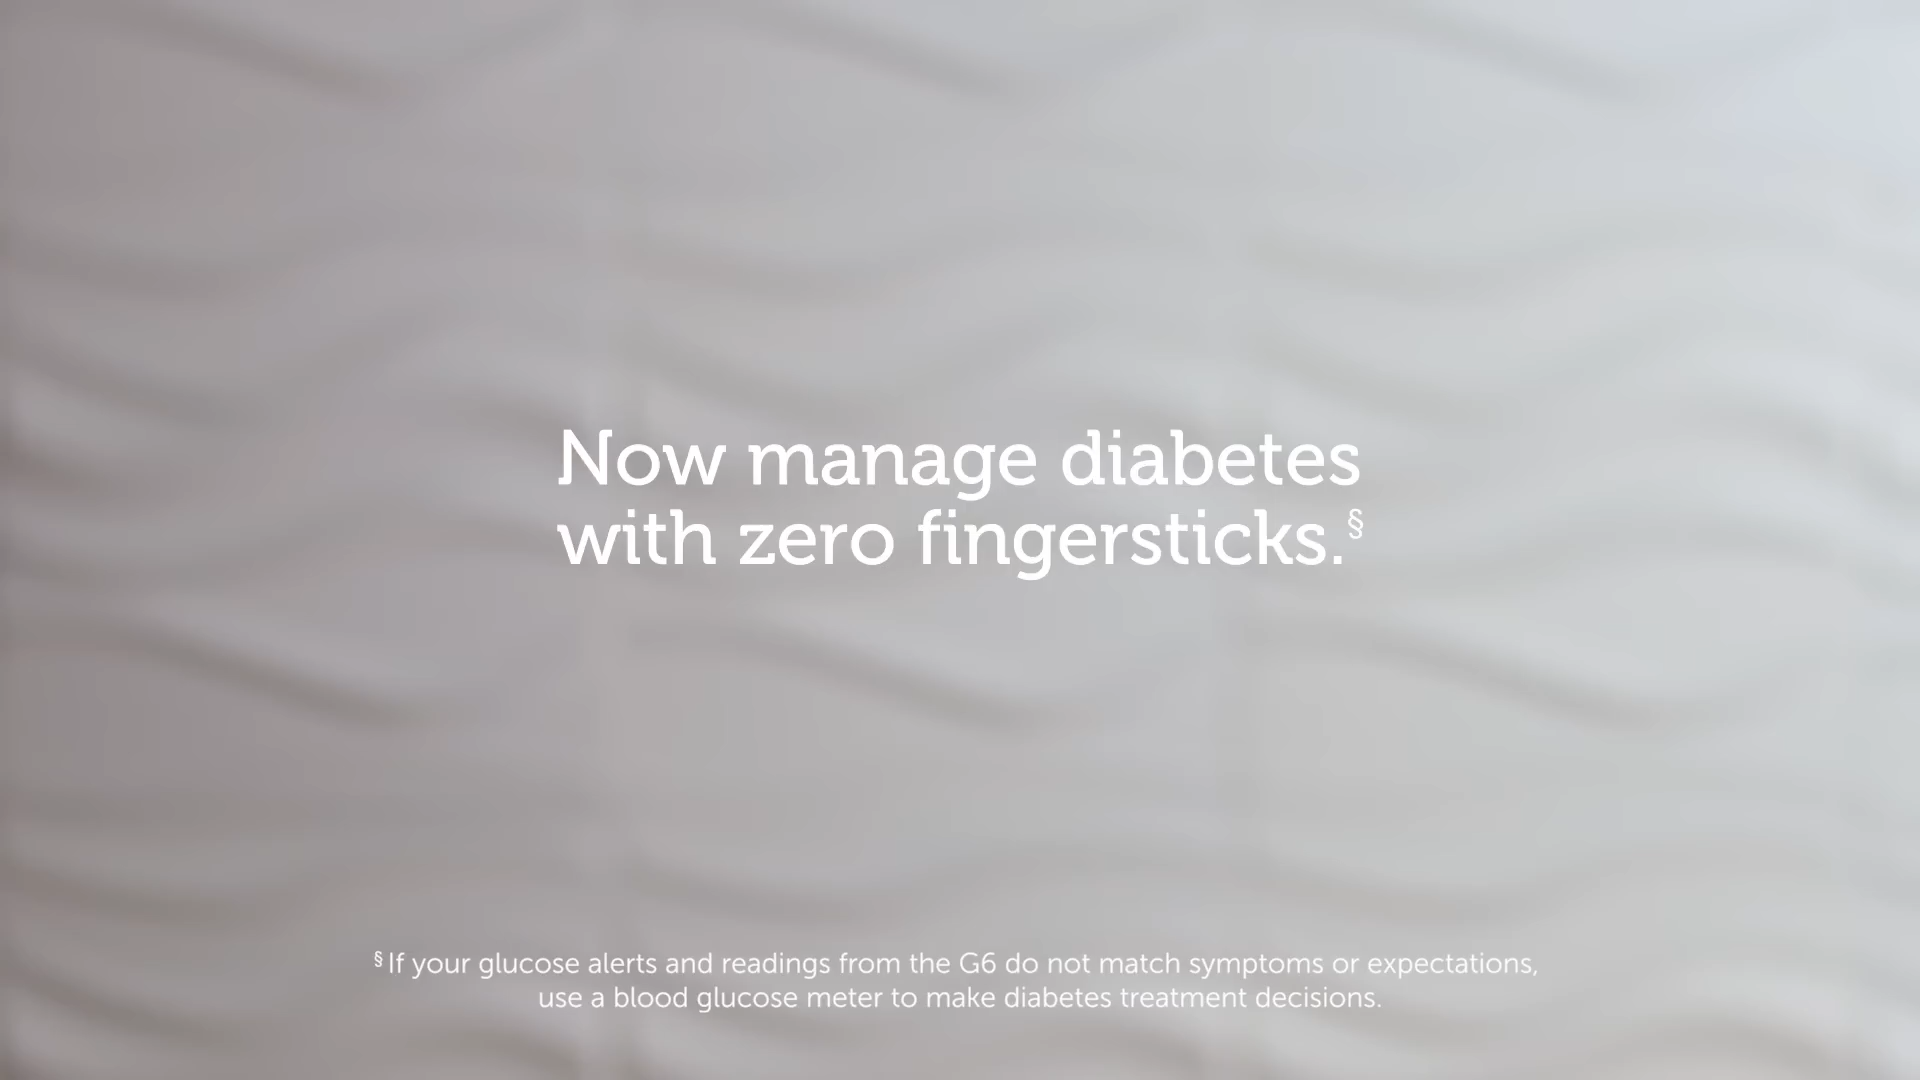 Now manage diabetes
with zero fingersticks.§
§ If your glucose alerts and readings from the G6 do not match symptoms or expectations,
use a blood glucose meter to make diabetes treatment decisions.